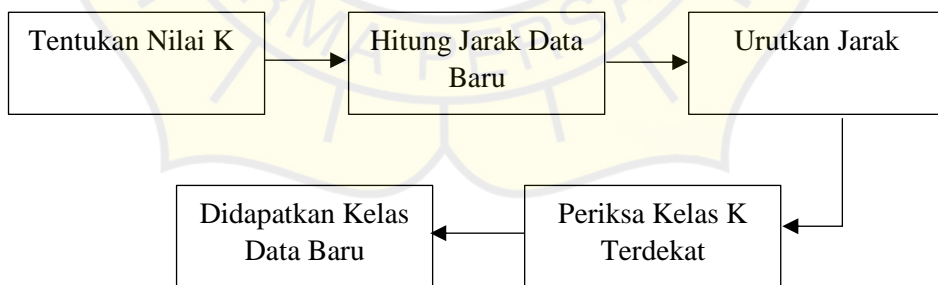 Tentukan Nilai K
Hitung Jarak Data
Baru
Urutkan Jarak
Periksa Kelas K
Terdekat
Didapatkan Kelas
Data Baru